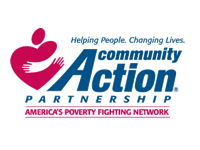 Helping People. Changing Lives.
community
Action®
PARTNERSHIP
AMERICA'S POVERTY FIGHTING NETWORK